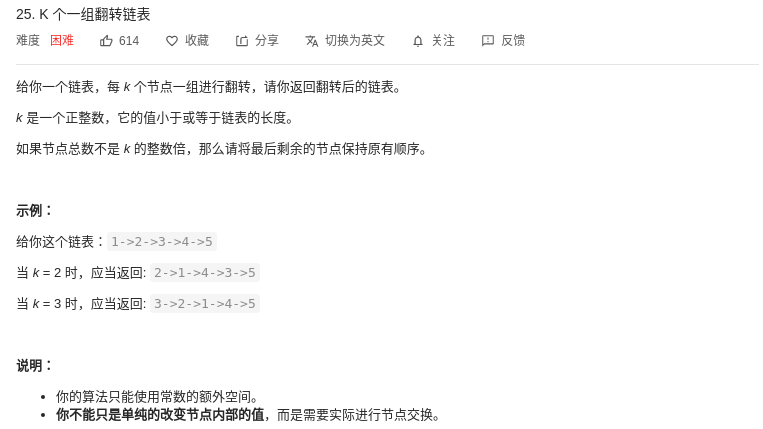 25. K 个一组翻转链表
难度 困难 614 收藏 分享 切换为英文 关注 反馈
给你一个链表，每 k 个节点一组进行翻转，请你返回翻转后的链表。
k 是一个正整数，它的值小于或等于链表的长度。
如果节点总数不是 k 的整数倍，那么请将最后剩余的节点保持原有顺序。
示例：
给你这个链表：1->2->3->4->5
当 k = 2 时，应当返回: 2->1->4->3->5
当 k = 3 时，应当返回: 3->2->1->4->5
说明：
• 你的算法只能使用常数的额外空间。
• 你不能只是单纯的改变节点内部的值，而是需要实际进行节点交换。